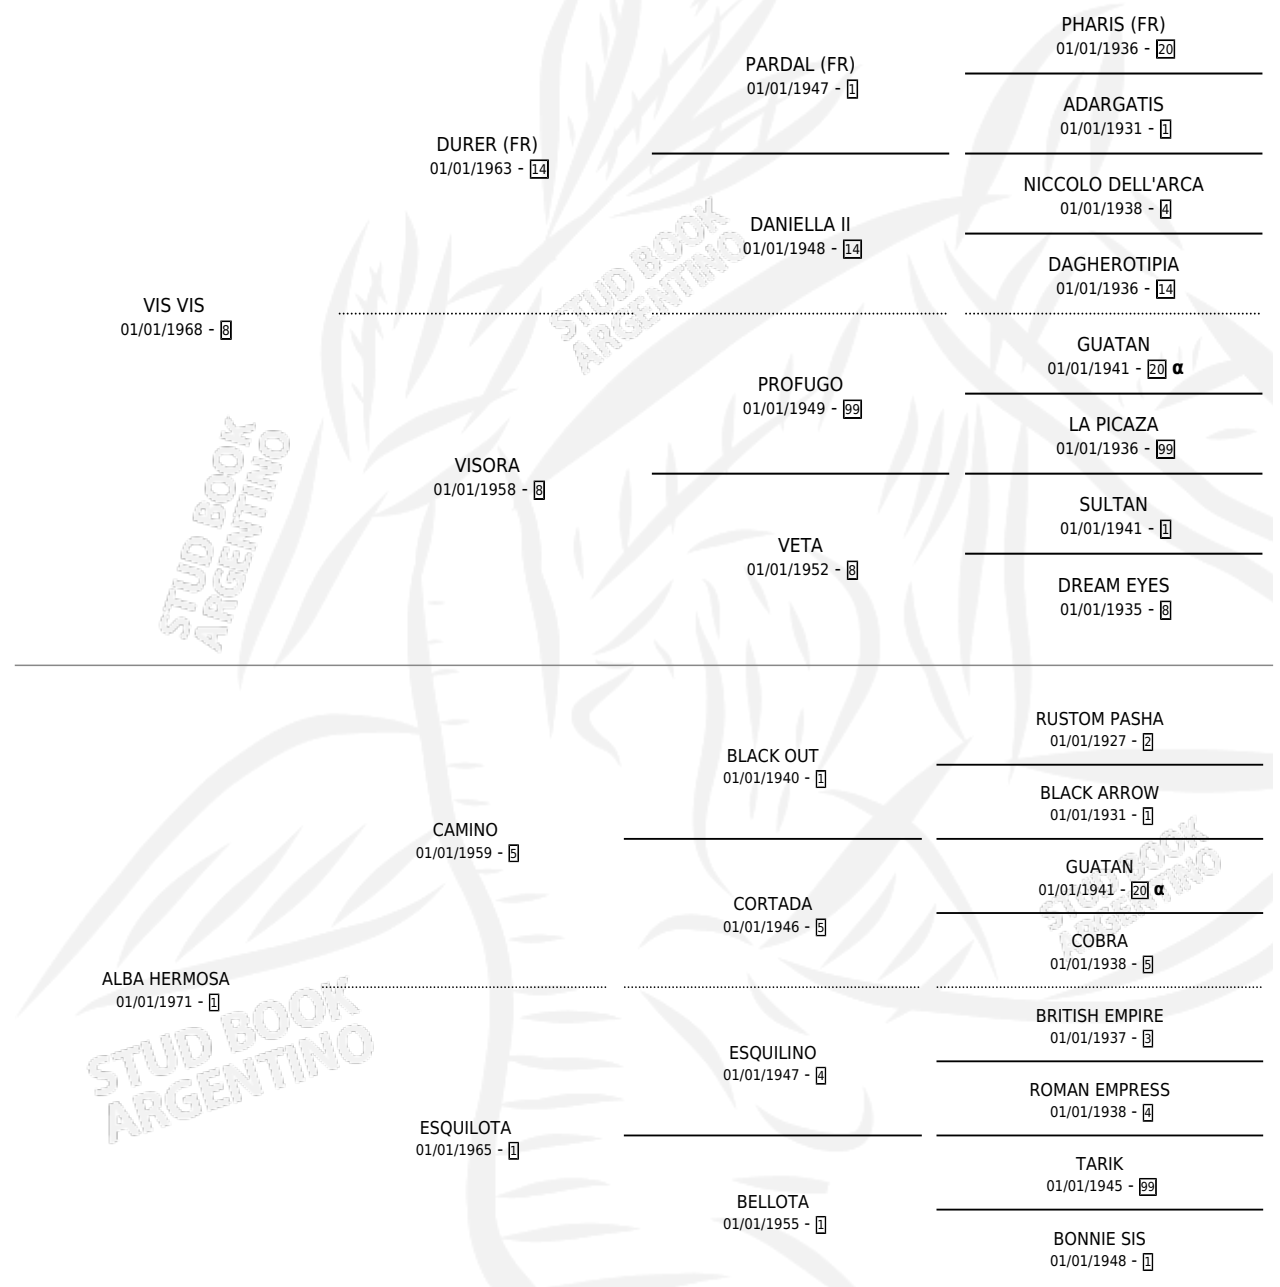 PHARIS (FR)
01/01/1936 - 20
PARDAL (FR)
01/01/1947 - 1
ADARGATIS
01/01/1931 - 1
DURER (FR)
01/01/1963 - 14
NICCOLO DELL'ARCA
01/01/1938 - 4
DANIELLA II
01/01/1948 - 14
DAGHEROTIPIA
01/01/1936 - 14
VIS VIS
01/01/1968 - 8
GUATAN
01/01/1941 - 20 α
PROFUGO
01/01/1949 - 99
LA PICAZA
01/01/1936 - 99
VISORA
01/01/1958 - 8
SULTAN
01/01/1941 - 1
VETA
01/01/1952 - 8
DREAM EYES
01/01/1935 - 8
STUD BOOK
ARGENTINO
STUD BOOK
ARGENTINO
RUSTOM PASHA
01/01/1927 - 2
BLACK OUT
01/01/1940 - 1
BLACK ARROW
01/01/1931 - 1
CAMINO
01/01/1959 - 5
GUATAN
01/01/1941 - 20 α
CORTADA
01/01/1946 - 5
COBRA
01/01/1938 - 5
ALBA HERMOSA
01/01/1971 - 1
BRITISH EMPIRE
01/01/1937 - 3
ESQUILINO
01/01/1947 - 4
ROMAN EMPRESS
01/01/1938 - 4
ESQUILOTA
01/01/1965 - 1
TARIK
01/01/1945 - 99
BELLOTA
01/01/1955 - 1
BONNIE SIS
01/01/1948 - 1
STUD BOOK
ARGENTINO
STUD BOOK
ARGENTINO